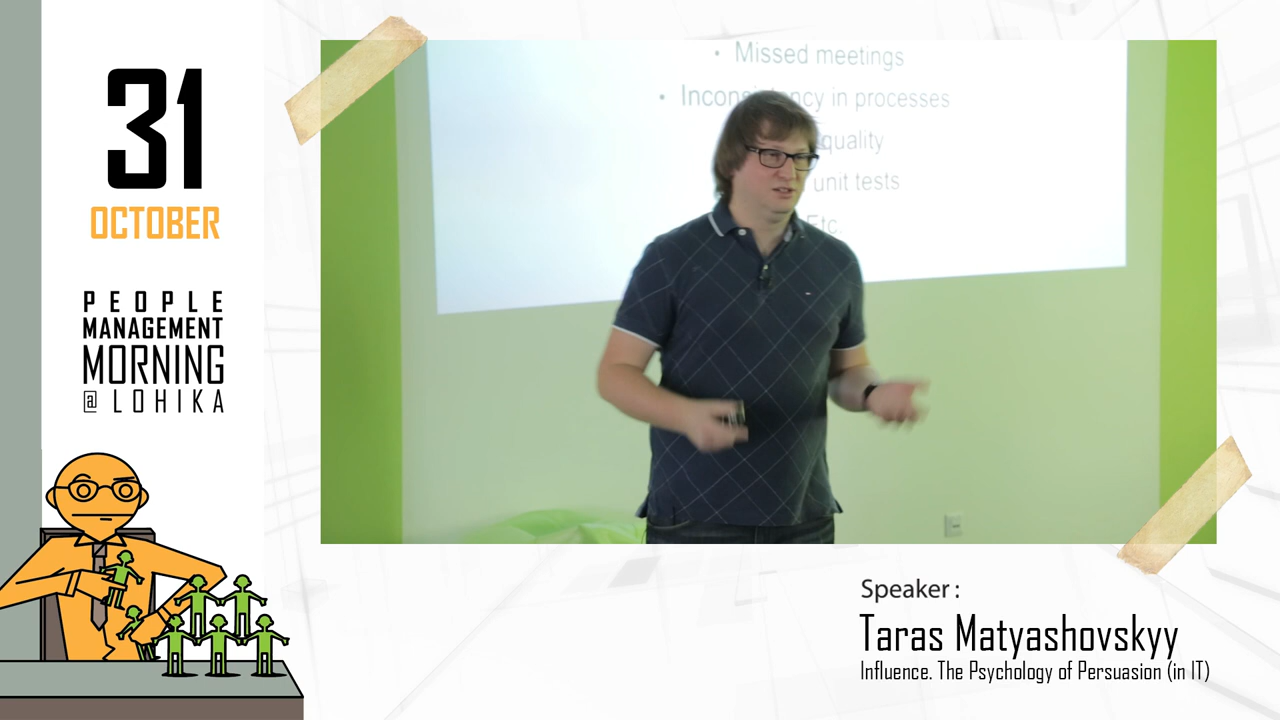 31
OCTOBER
PEOPLE
MANAGEMENT
MORNING
@ LOHIKA
• Missed meetings
• Inconsistency in processes
quality
unit tests
Etc.
Speaker :
Taras Matyashovskyy
Influence. The Psychology of Persuasion (in IT)